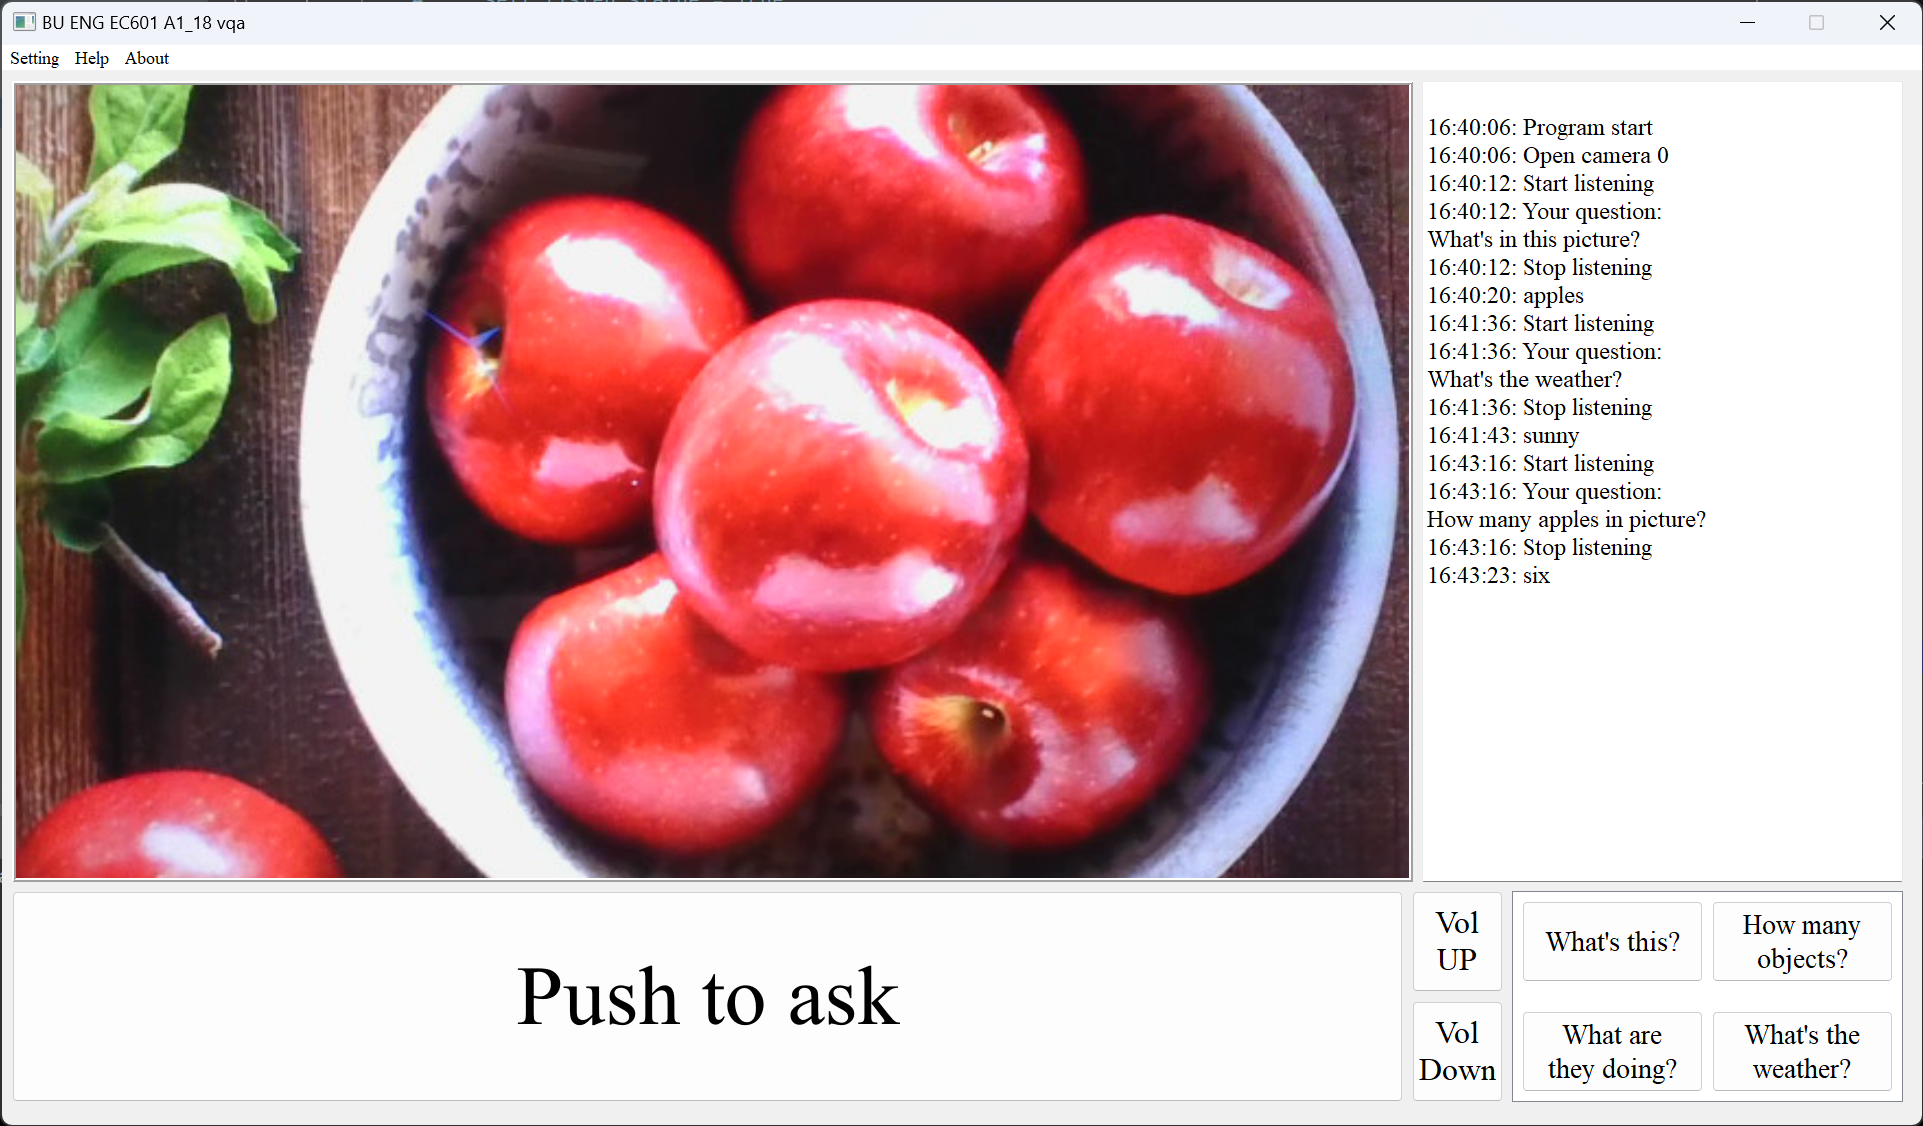 BU ENG EC601 A1_18 vqa
Setting Help About
16:40:06: Program start
16:40:06: Open camera 0
16:40:12: Start listening
16:40:12: Your question:
What's in this picture?
16:40:12: Stop listening
16:40:20: apples
16:41:36: Start listening
16:41:36: Your question:
What's the weather?
16:41:36: Stop listening
16:41:43: sunny
16:43:16: Start listening
16:43:16: Your question:
How many apples in picture?
16:43:16: Stop listening
16:43:23: six
Push to ask
Vol
UP
Vol
Down
What's this?
How many
objects?
What are
they doing?
What's the
weather?